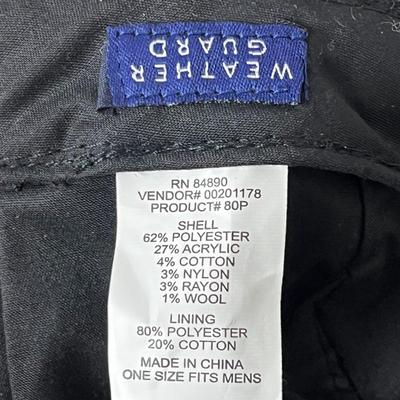 WEATHER
GUARD
RN 84890
VENDOR# 00201178
PRODUCT# 80P
SHELL
62% POLYESTER
27% ACRYLIC
4% COTTON
3% NYLON
3% RAYON
1% WOOL
LINING
80% POLYESTER
20% COTTON
MADE IN CHINA
ONE SIZE FITS MENS